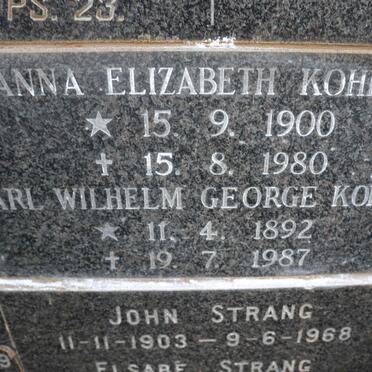 PS. 23.
ANNA ELIZABETH KOH
★ 15. 9. 1900
✝ 15. 8. 1980
ARL WILHELM GEORGE KO
★ 11. 4. 1892
✝ 19. 7. 1987
JOHN STRANG
11-11-1903 – 9-6-1968
ELSABE STRANG